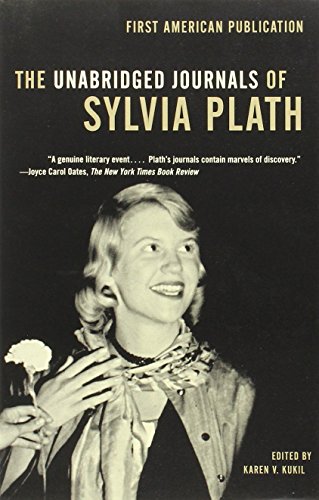 FIRST AMERICAN PUBLICATION
THE UNABRIDGED JOURNALS OF
SYLVIA PLATH
"A genuine literary event.... Plath's journals contain marvels of discovery."
—Joyce Carol Oates, The New York Times Book Review
EDITED BY
KAREN V. KUKIL